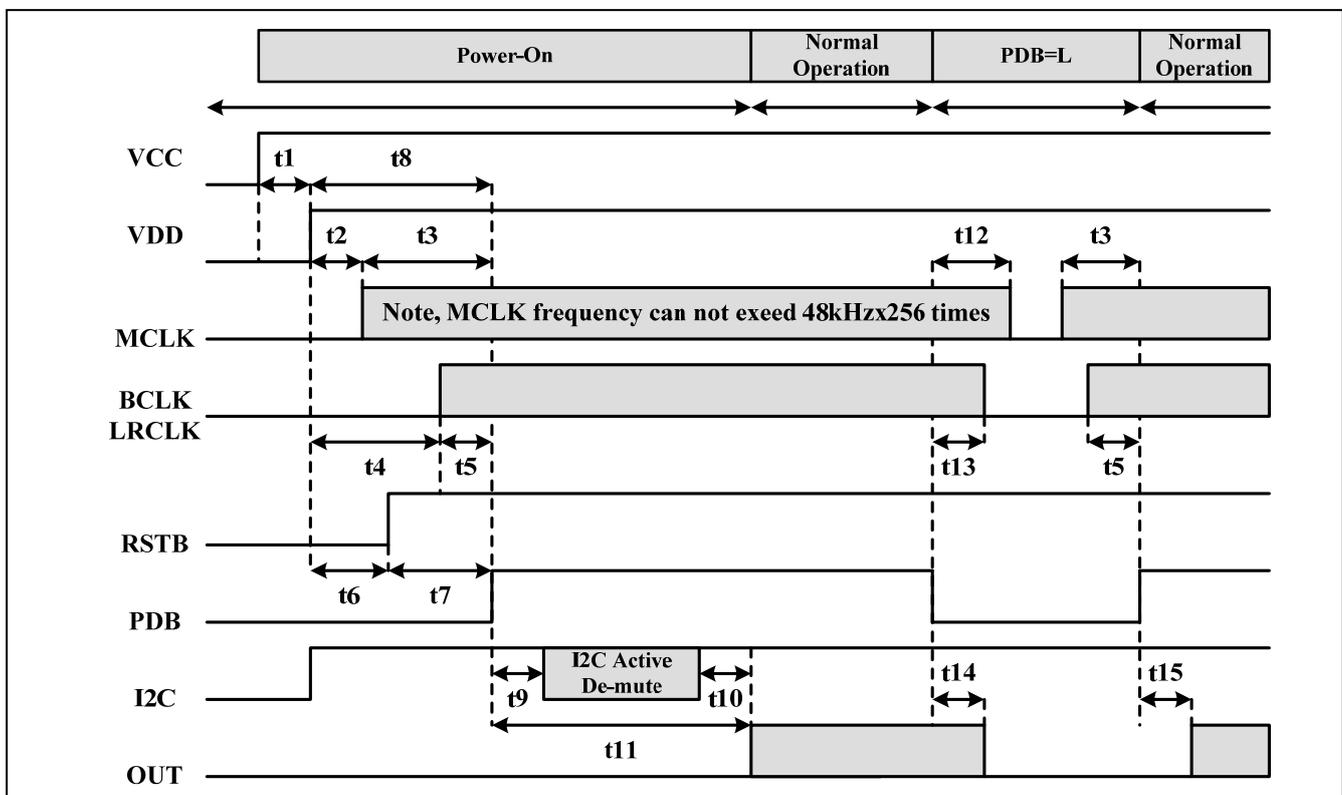 Power-On
Normal
Operation
PDB=L
Normal
Operation
VCC
t1
t8
VDD
t2
t3
t12
t3
MCLK
Note, MCLK frequency can not exeed 48kHzx256 times
BCLK
LRCLK
t4
t5
t13
t5
RSTB
t6
t7
PDB
I2C
t9
I2C Active
De-mute
t10
t14
t15
t11
OUT